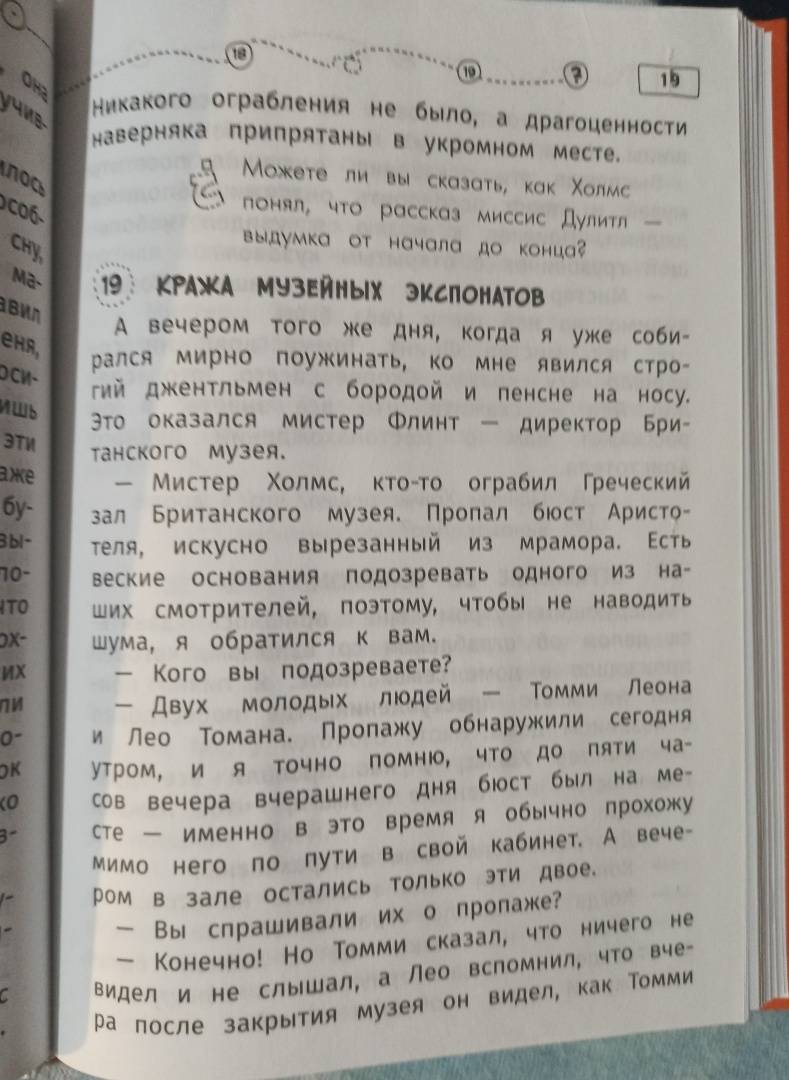 18
19
?
19
она
учив-
никакого ограбления не было, а драгоценности
наверняка припрятаны в укромном месте.
Можете ли вы сказать, как Холмс
понял, что рассказ миссис Дулитл —
выдумка от начала до конца?
19 КРАЖА МУЗЕЙНЫХ ЭКСПОНАТОВ
А вечером того же дня, когда я уже соби-
рался мирно поужинать, ко мне явился стро-
гий джентльмен с бородой и пенсне на носу.
Это оказался мистер Флинт — директор Бри-
танского музея.
— Мистер Холмс, кто-то ограбил Греческий
зал Британского музея. Пропал бюст Аристо-
теля, искусно вырезанный из мрамора. Есть
веские основания подозревать одного из на-
ших смотрителей, поэтому, чтобы не наводить
шума, я обратился к вам.
— Кого вы подозреваете?
— Двух молодых людей — Томми Леона
и Лео Томана. Пропажу обнаружили сегодня
утром, и я точно помню, что до пяти ча-
сов вечера вчерашнего дня бюст был на ме-
сте — именно в это время я обычно прохожу
мимо него по пути в свой кабинет. А вече-
ром в зале остались только эти двое.
— Вы спрашивали их о пропаже?
— Конечно! Но Томми сказал, что ничего не
видел и не слышал, а Лео вспомнил, что вче-
ра после закрытия музея он видел, как Томми